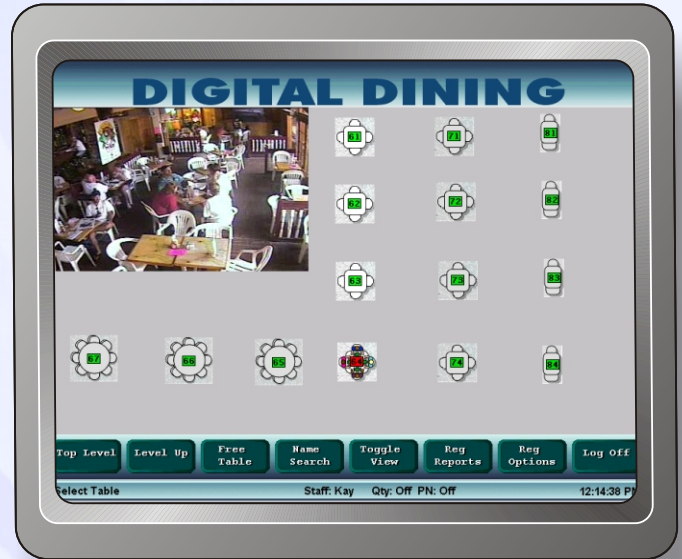 DIGITAL DINING
61 71 81
62 72 82
63 73 83
67 66 65 64 74 84
Top Level Level Up Free Table Name Search Toggle View Reg Reports Reg Options Log Off
Select Table Staff: Kay Qty: Off PN: Off 12:14:38 PM